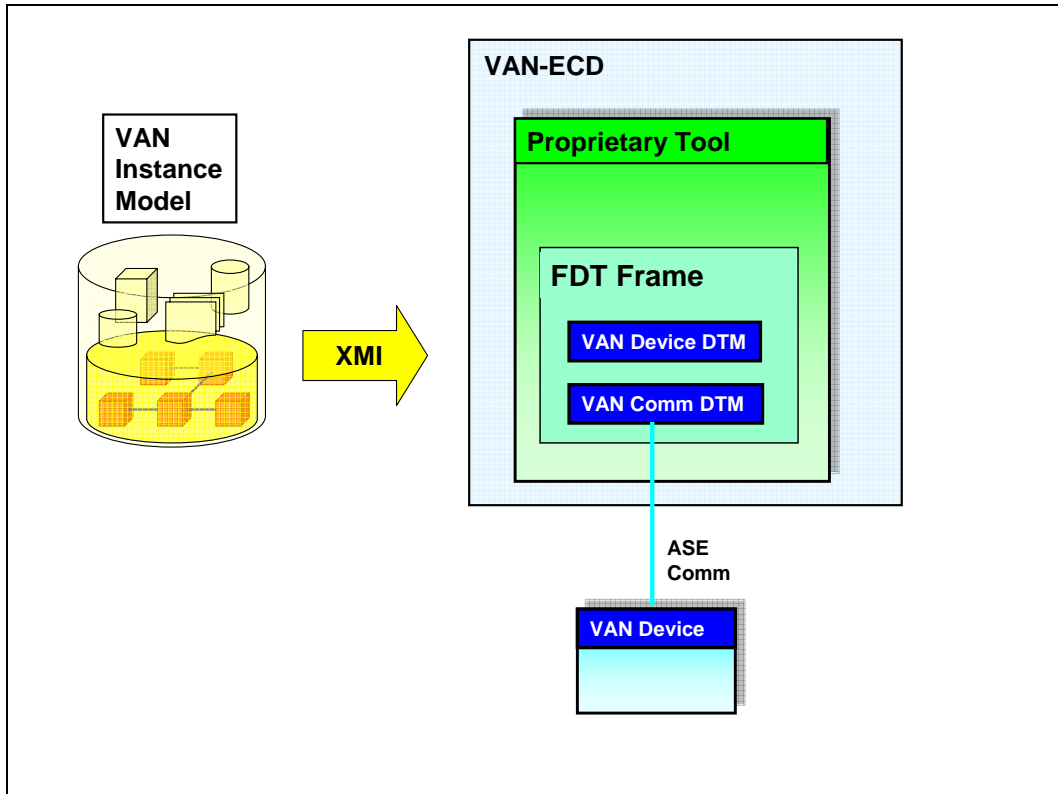 VAN
Instance
Model
XMI
VAN-ECD
Proprietary Tool
FDT Frame
VAN Device DTM
VAN Comm DTM
ASE
Comm
VAN Device